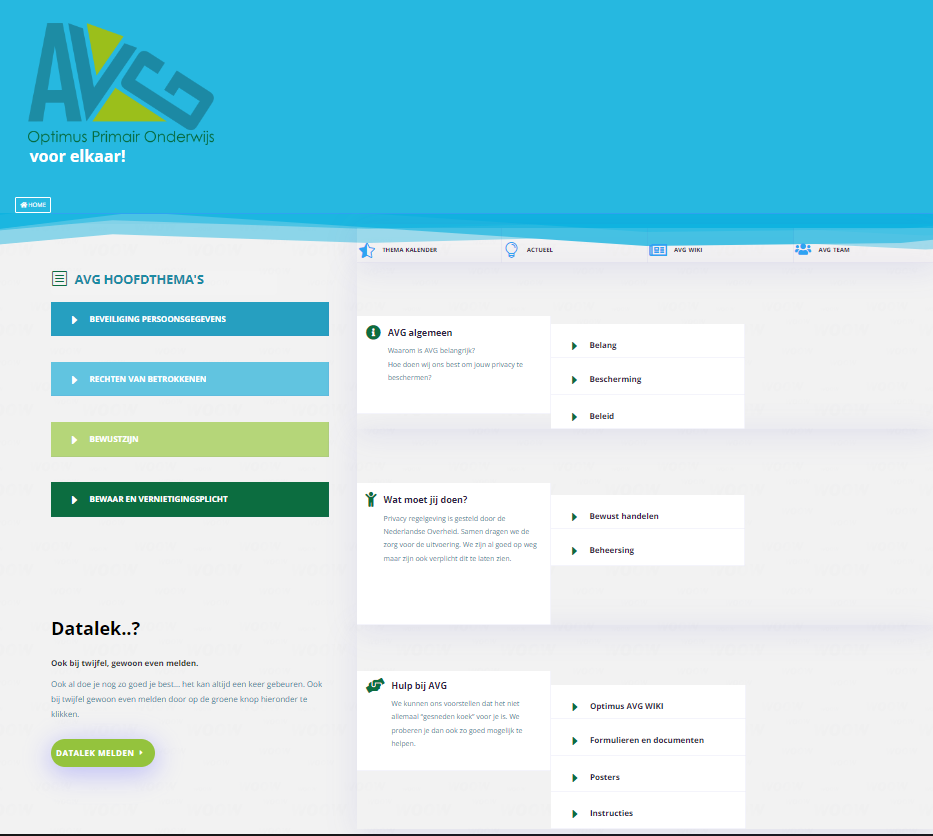 AVG
Optimus Primair Onderwijs
voor elkaar!
HOME
THEMA KALENDER
ACTUEEL
AVG WIKI
AVG TEAM
AVG HOOFDTHEMA'S
BEVEILIGING PERSOONSGEGEVENS
RECHTEN VAN BETROKKENEN
BEWUSTZIJN
BEWAAR EN VERNIETIGINGSPLICHT
Datalek..?
Ook bij twijfel, gewoon even melden.
Ook al doe je nog zo goed je best... het kan altijd een keer gebeuren. Ook
bij twijfel gewoon even melden door op de groene knop hieronder te
klikken.
DATALEK MELDEN
AVG algemeen
Waarom is AVG belangrijk?
Hoe doen wij ons best om jouw privacy te
beschermen?
Belang
Bescherming
Beleid
Wat moet jij doen?
Privacy regelgeving is gesteld door de
Nederlandse Overheid. Samen dragen we de
zorg voor de uitvoering. We zijn al goed op weg
maar zijn ook verplicht dit te laten zien.
Bewust handelen
Beheersing
Hulp bij AVG
We kunnen ons voorstellen dat het niet
allemaal "gesneden koek" voor je is. We
proberen je dan ook zo goed mogelijk te
helpen.
Optimus AVG WIKI
Formulieren en documenten
Posters
Instructies